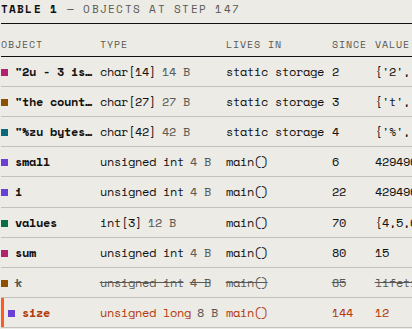 TABLE 1 — OBJECTS AT STEP 147
OBJECT TYPE LIVES IN SINCE VALUE
"2u - 3 is… char[14] 14 B static storage 2 {'2',
"the count… char[27] 27 B static storage 3 {'t',
"%zu bytes… char[42] 42 B static storage 4 {'%',
small unsigned int 4 B main() 6 429496
i unsigned int 4 B main() 22 429496
values int[3] 12 B main() 70 {4,5,6
sum unsigned int 4 B main() 80 15
k unsigned int 4 B main() 85 lifet
size unsigned long 8 B main() 144 12